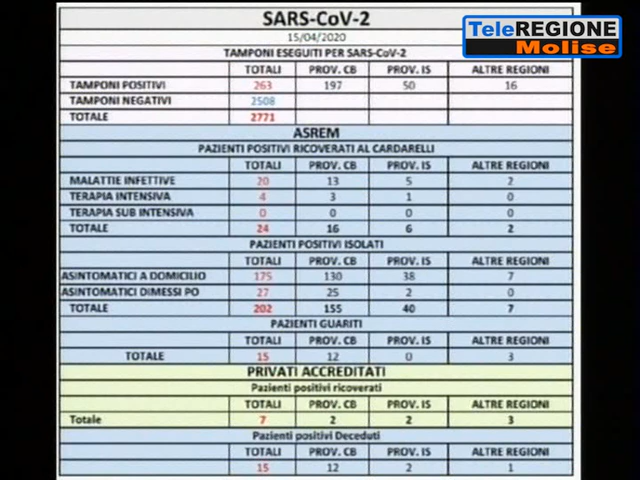 SARS-CoV-2
TeleREGIONE
Molise
15/04/2020
TAMPONI ESEGUITI PER SARS-CoV-2
TOTALI PROV. CB PROV. IS ALTRE REGIONI
TAMPONI POSITIVI 263 197 50 16
TAMPONI NEGATIVI 2508
TOTALE 2771
ASREM
PAZIENTI POSITIVI RICOVERATI AL CARDARELLI
TOTALI PROV. CB PROV. IS ALTRE REGIONI
MALATTIE INFETTIVE 20 13 5 2
TERAPIA INTENSIVA 4 3 1 0
TERAPIA SUB INTENSIVA 0 0 0 0
TOTALE 24 16 6 2
PAZIENTI POSITIVI ISOLATI
TOTALI PROV. CB PROV. IS ALTRE REGIONI
ASINTOMATICI A DOMICILIO 175 130 38 7
ASINTOMATICI DIMESSI PO 27 25 2 0
TOTALE 202 155 40 7
PAZIENTI GUARITI
TOTALI PROV. CB PROV. IS ALTRE REGIONI
TOTALE 15 12 0 3
PRIVATI ACCREDITATI
Pazienti positivi ricoverati
TOTALI PROV. CB PROV. IS ALTRE REGIONI
Totale 7 2 2 3
Pazienti positivi Deceduti
TOTALI PROV. CB PROV. IS ALTRE REGIONI
15 12 2 1